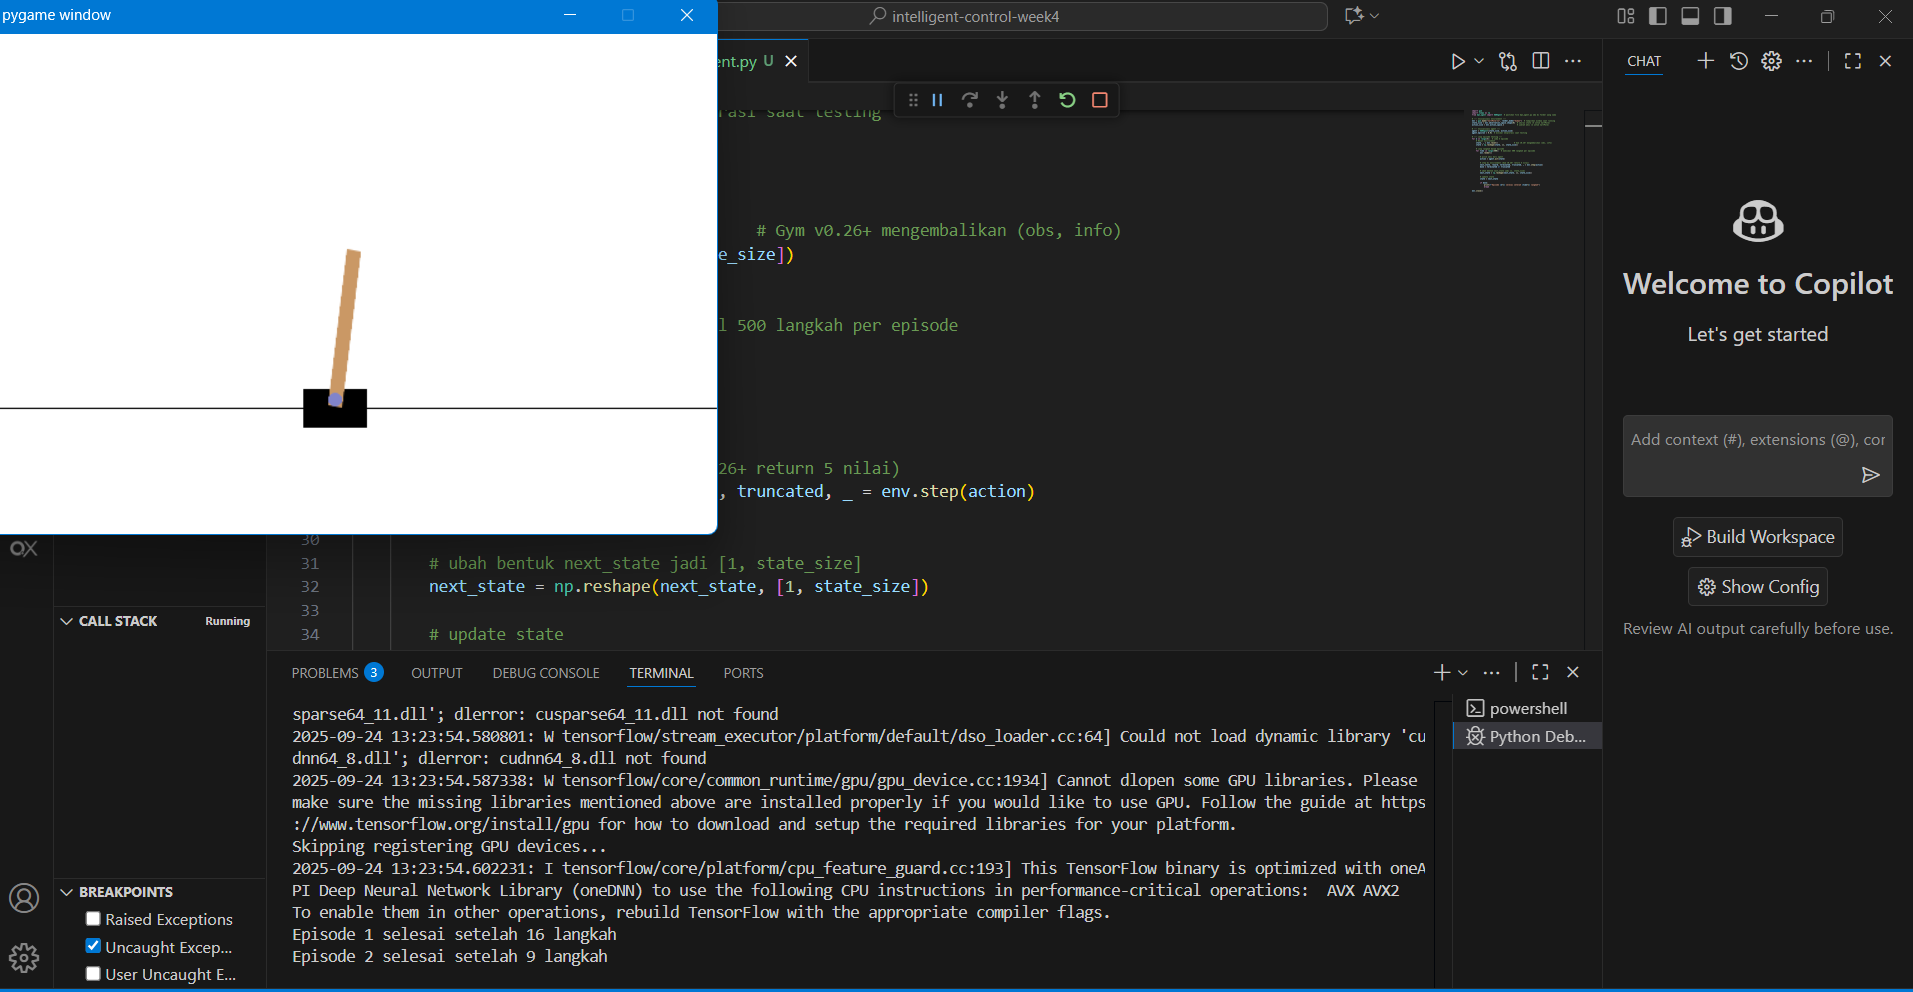 pygame window
intelligent-control-week4
ent.py U
CHAT
rasi saat testing
# Gym v0.26+ mengembalikan (obs, info)
e_size])
l 500 langkah per episode
26+ return 5 nilai)
, truncated, _ = env.step(action)
30
31 # ubah bentuk next_state jadi [1, state_size]
32 next_state = np.reshape(next_state, [1, state_size])
33
34 # update state
Welcome to Copilot
Let's get started
Add context (#), extensions (@), cor
Build Workspace
Show Config
Review AI output carefully before use.
CALL STACK Running
BREAKPOINTS
Raised Exceptions
Uncaught Excep...
User Uncaught E...
PROBLEMS 3 OUTPUT DEBUG CONSOLE TERMINAL PORTS
powershell
Python Deb...
sparse64_11.dll'; dlerror: cusparse64_11.dll not found
2025-09-24 13:23:54.580801: W tensorflow/stream_executor/platform/default/dso_loader.cc:64] Could not load dynamic library 'cu
dnn64_8.dll'; dlerror: cudnn64_8.dll not found
2025-09-24 13:23:54.587338: W tensorflow/core/common_runtime/gpu/gpu_device.cc:1934] Cannot dlopen some GPU libraries. Please
make sure the missing libraries mentioned above are installed properly if you would like to use GPU. Follow the guide at https
://www.tensorflow.org/install/gpu for how to download and setup the required libraries for your platform.
Skipping registering GPU devices...
2025-09-24 13:23:54.602231: I tensorflow/core/platform/cpu_feature_guard.cc:193] This TensorFlow binary is optimized with oneA
PI Deep Neural Network Library (oneDNN) to use the following CPU instructions in performance-critical operations:  AVX AVX2
To enable them in other operations, rebuild TensorFlow with the appropriate compiler flags.
Episode 1 selesai setelah 16 langkah
Episode 2 selesai setelah 9 langkah